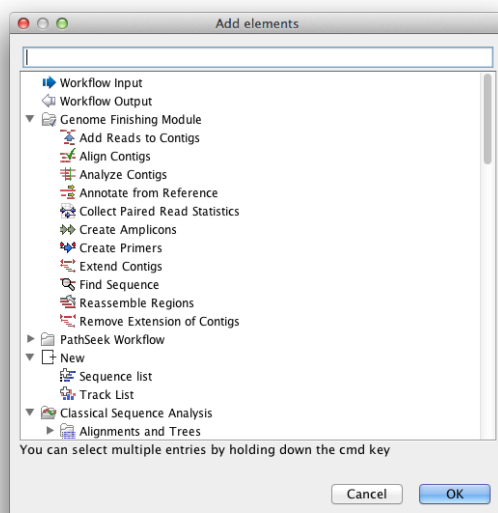 Add elements
Workflow Input
Workflow Output
Genome Finishing Module
Add Reads to Contigs
Align Contigs
Analyze Contigs
Annotate from Reference
Collect Paired Read Statistics
Create Amplicons
Create Primers
Extend Contigs
Find Sequence
Reassemble Regions
Remove Extension of Contigs
PathSeek Workflow
New
Sequence list
Track List
Classical Sequence Analysis
Alignments and Trees
You can select multiple entries by holding down the cmd key
Cancel OK